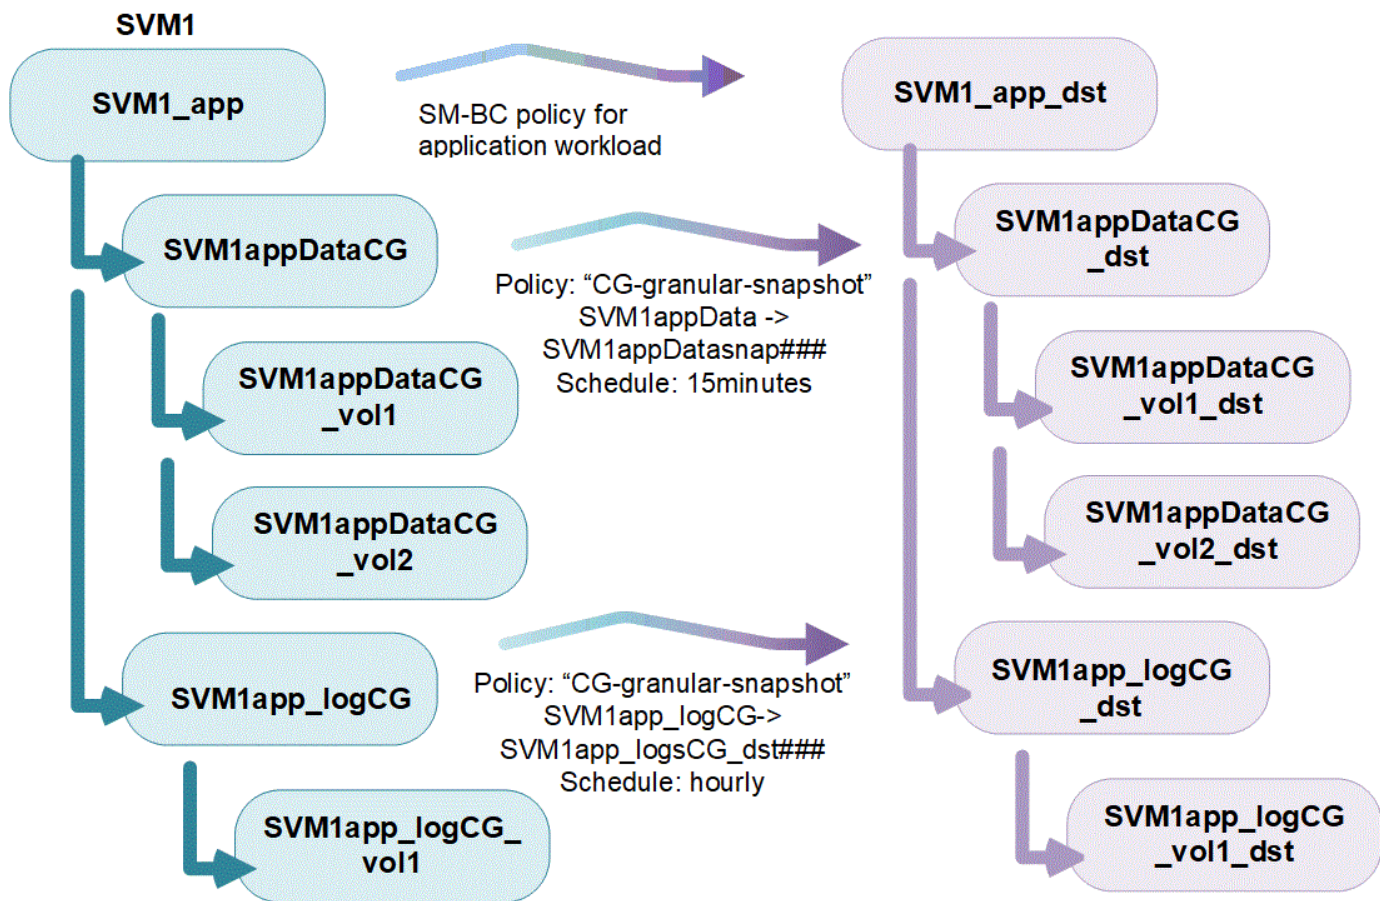 SVM1
SVM1_app
SM-BC policy for
application workload
SVM1_app_dst
SVM1appDataCG
Policy: “CG-granular-snapshot”
SVM1appData ->
SVM1appDatasnap###
Schedule: 15minutes
SVM1appDataCG
_dst
SVM1appDataCG
_vol1
SVM1appDataCG
_vol1_dst
SVM1appDataCG
_vol2
SVM1appDataCG
_vol2_dst
SVM1app_logCG
Policy: “CG-granular-snapshot”
SVM1app_logCG->
SVM1app_logsCG_dst###
Schedule: hourly
SVM1app_logCG
_dst
SVM1app_logCG_
vol1
SVM1app_logCG
_vol1_dst